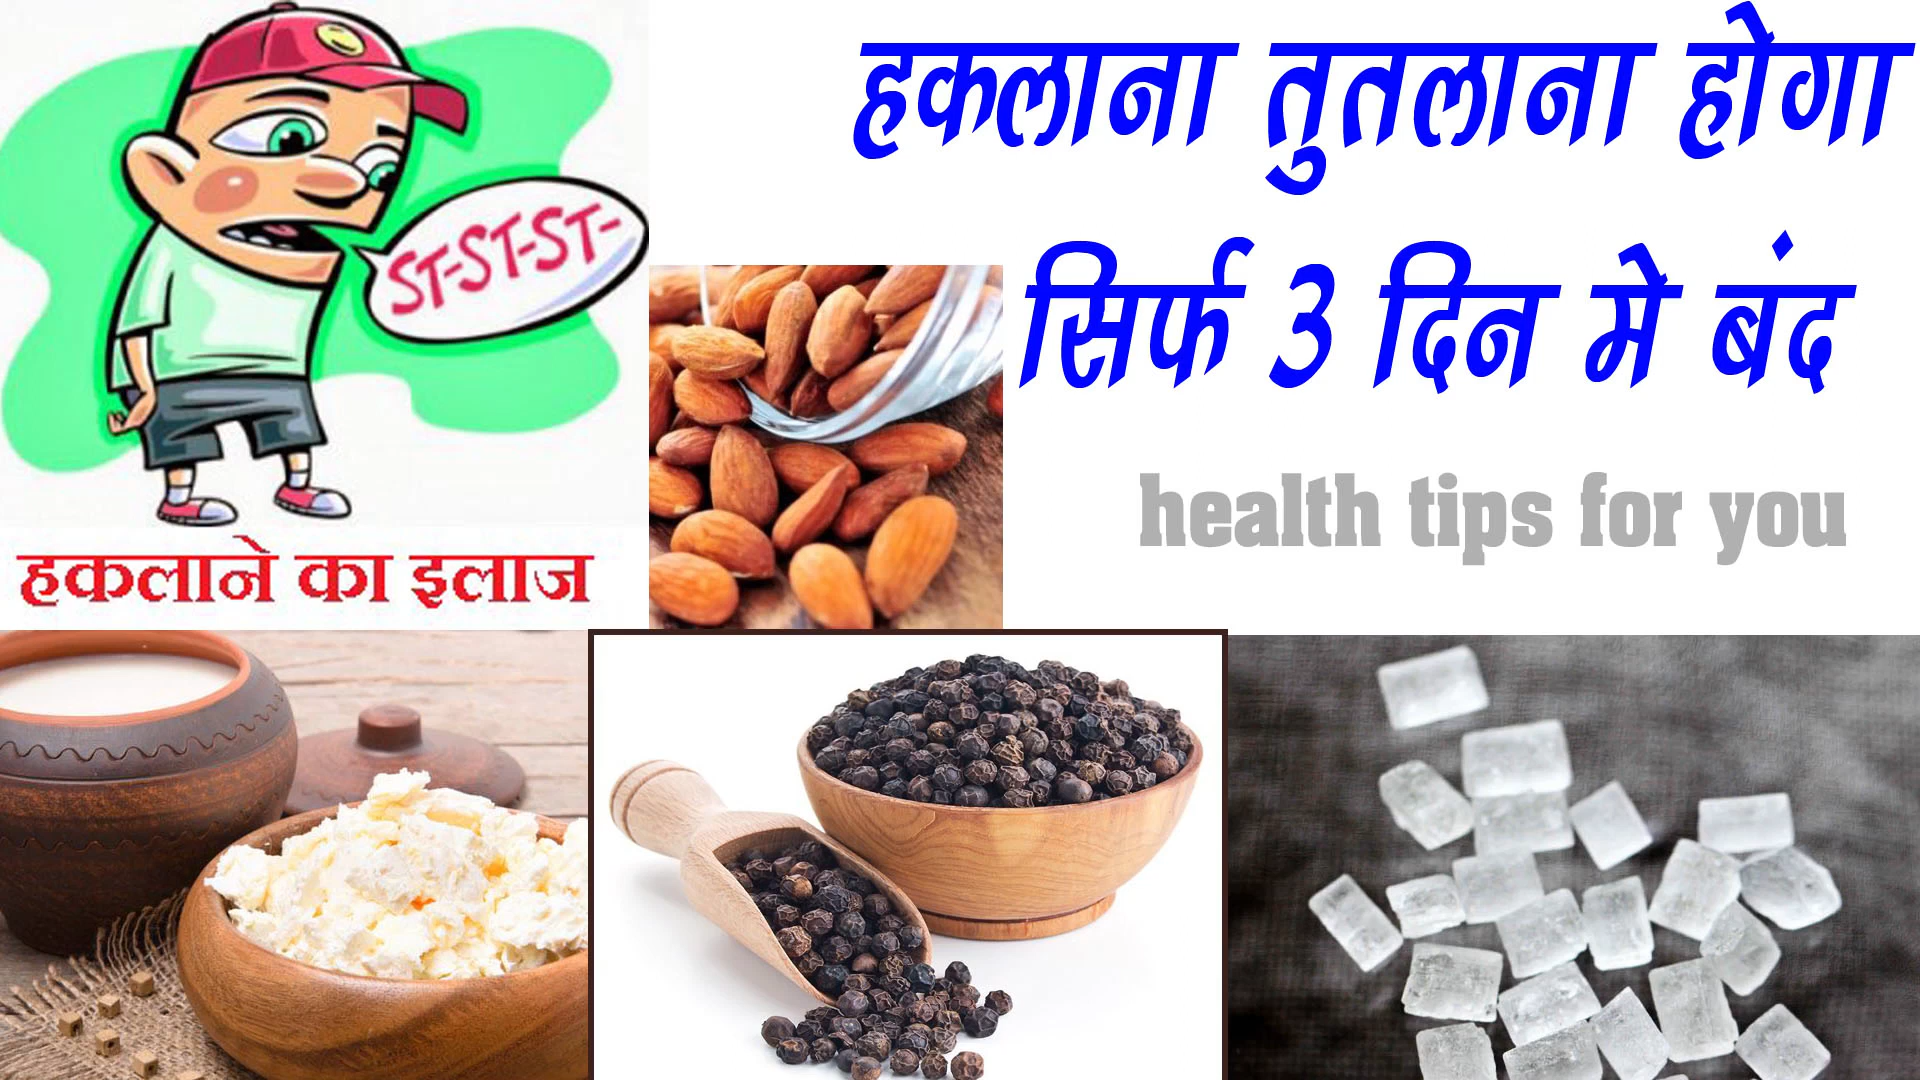 हकलाना तुतलाना होगा
सिर्फ 3 दिन मे बंद
ST-ST-ST-
health tips for you
हकलाने का इलाज